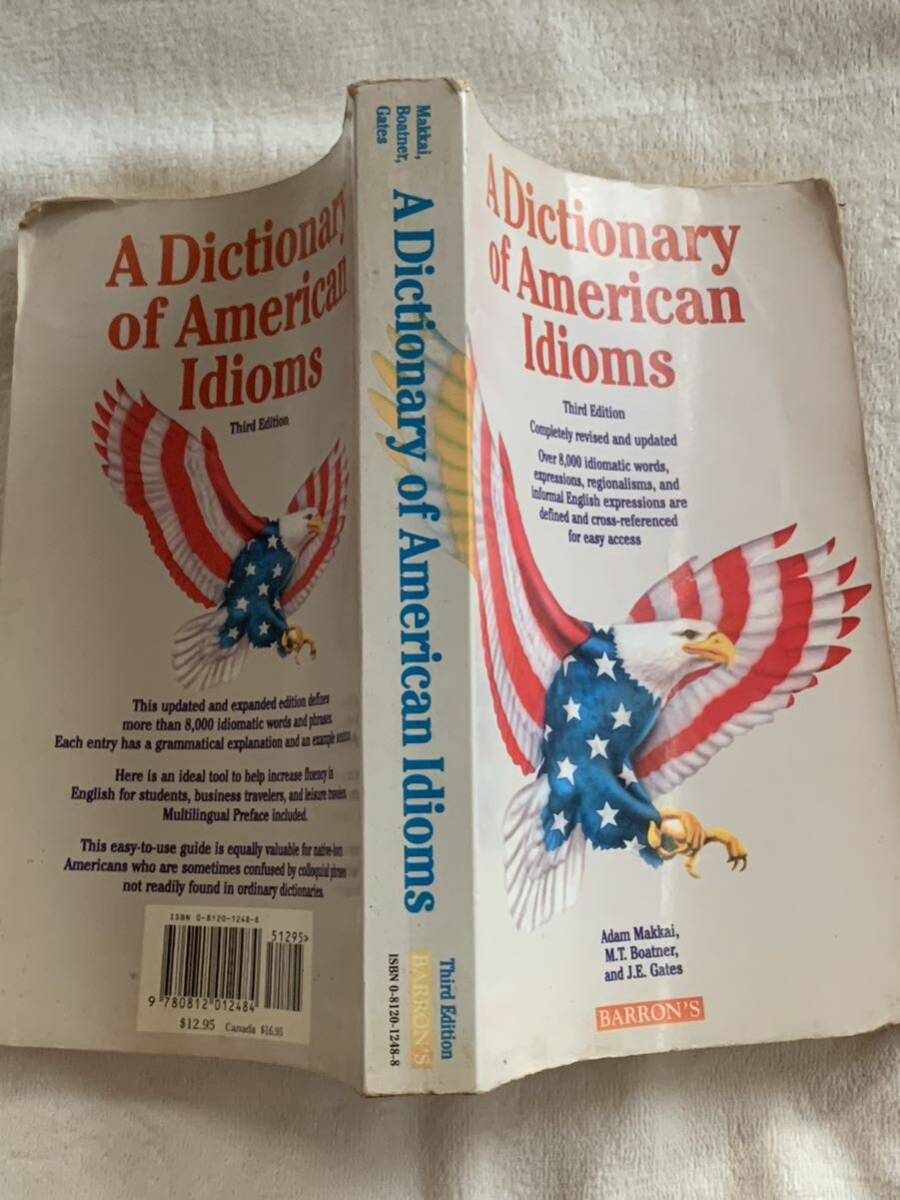 A Dictionary
of American
Idioms
Third Edition
This updated and expanded edition defines
more than 8,000 idiomatic words and phrases.
Each entry has a grammatical explanation and an example
Here is an ideal tool to help increase fluency in
English for students, business travelers, and leisure
Multilingual Preface included.
This easy-to-use guide is equally valuable for native-born
Americans who are sometimes confused by colloquial phrases
not readily found in ordinary dictionaries.
ISBN 0-8120-1248-8
51295>
9 780812 012484
$12.95 Canada $16.95
Makkai,
Boatner,
Gates
A Dictionary of American Idioms
Third Edition
BARRON'S
ISBN 0-8120-1248-8
A Dictionary
of American
Idioms
Third Edition
Completely revised and updated
Over 8,000 idiomatic words,
expressions, regionalisms, and
informal English expressions are
defined and cross-referenced
for easy access
Adam Makkai,
M.T. Boatner,
and J.E. Gates
BARRON'S